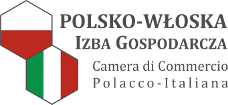 POLSKO-WŁOSKA
IZBA GOSPODARCZA
Camera di Commercio
Polacco-Italiana